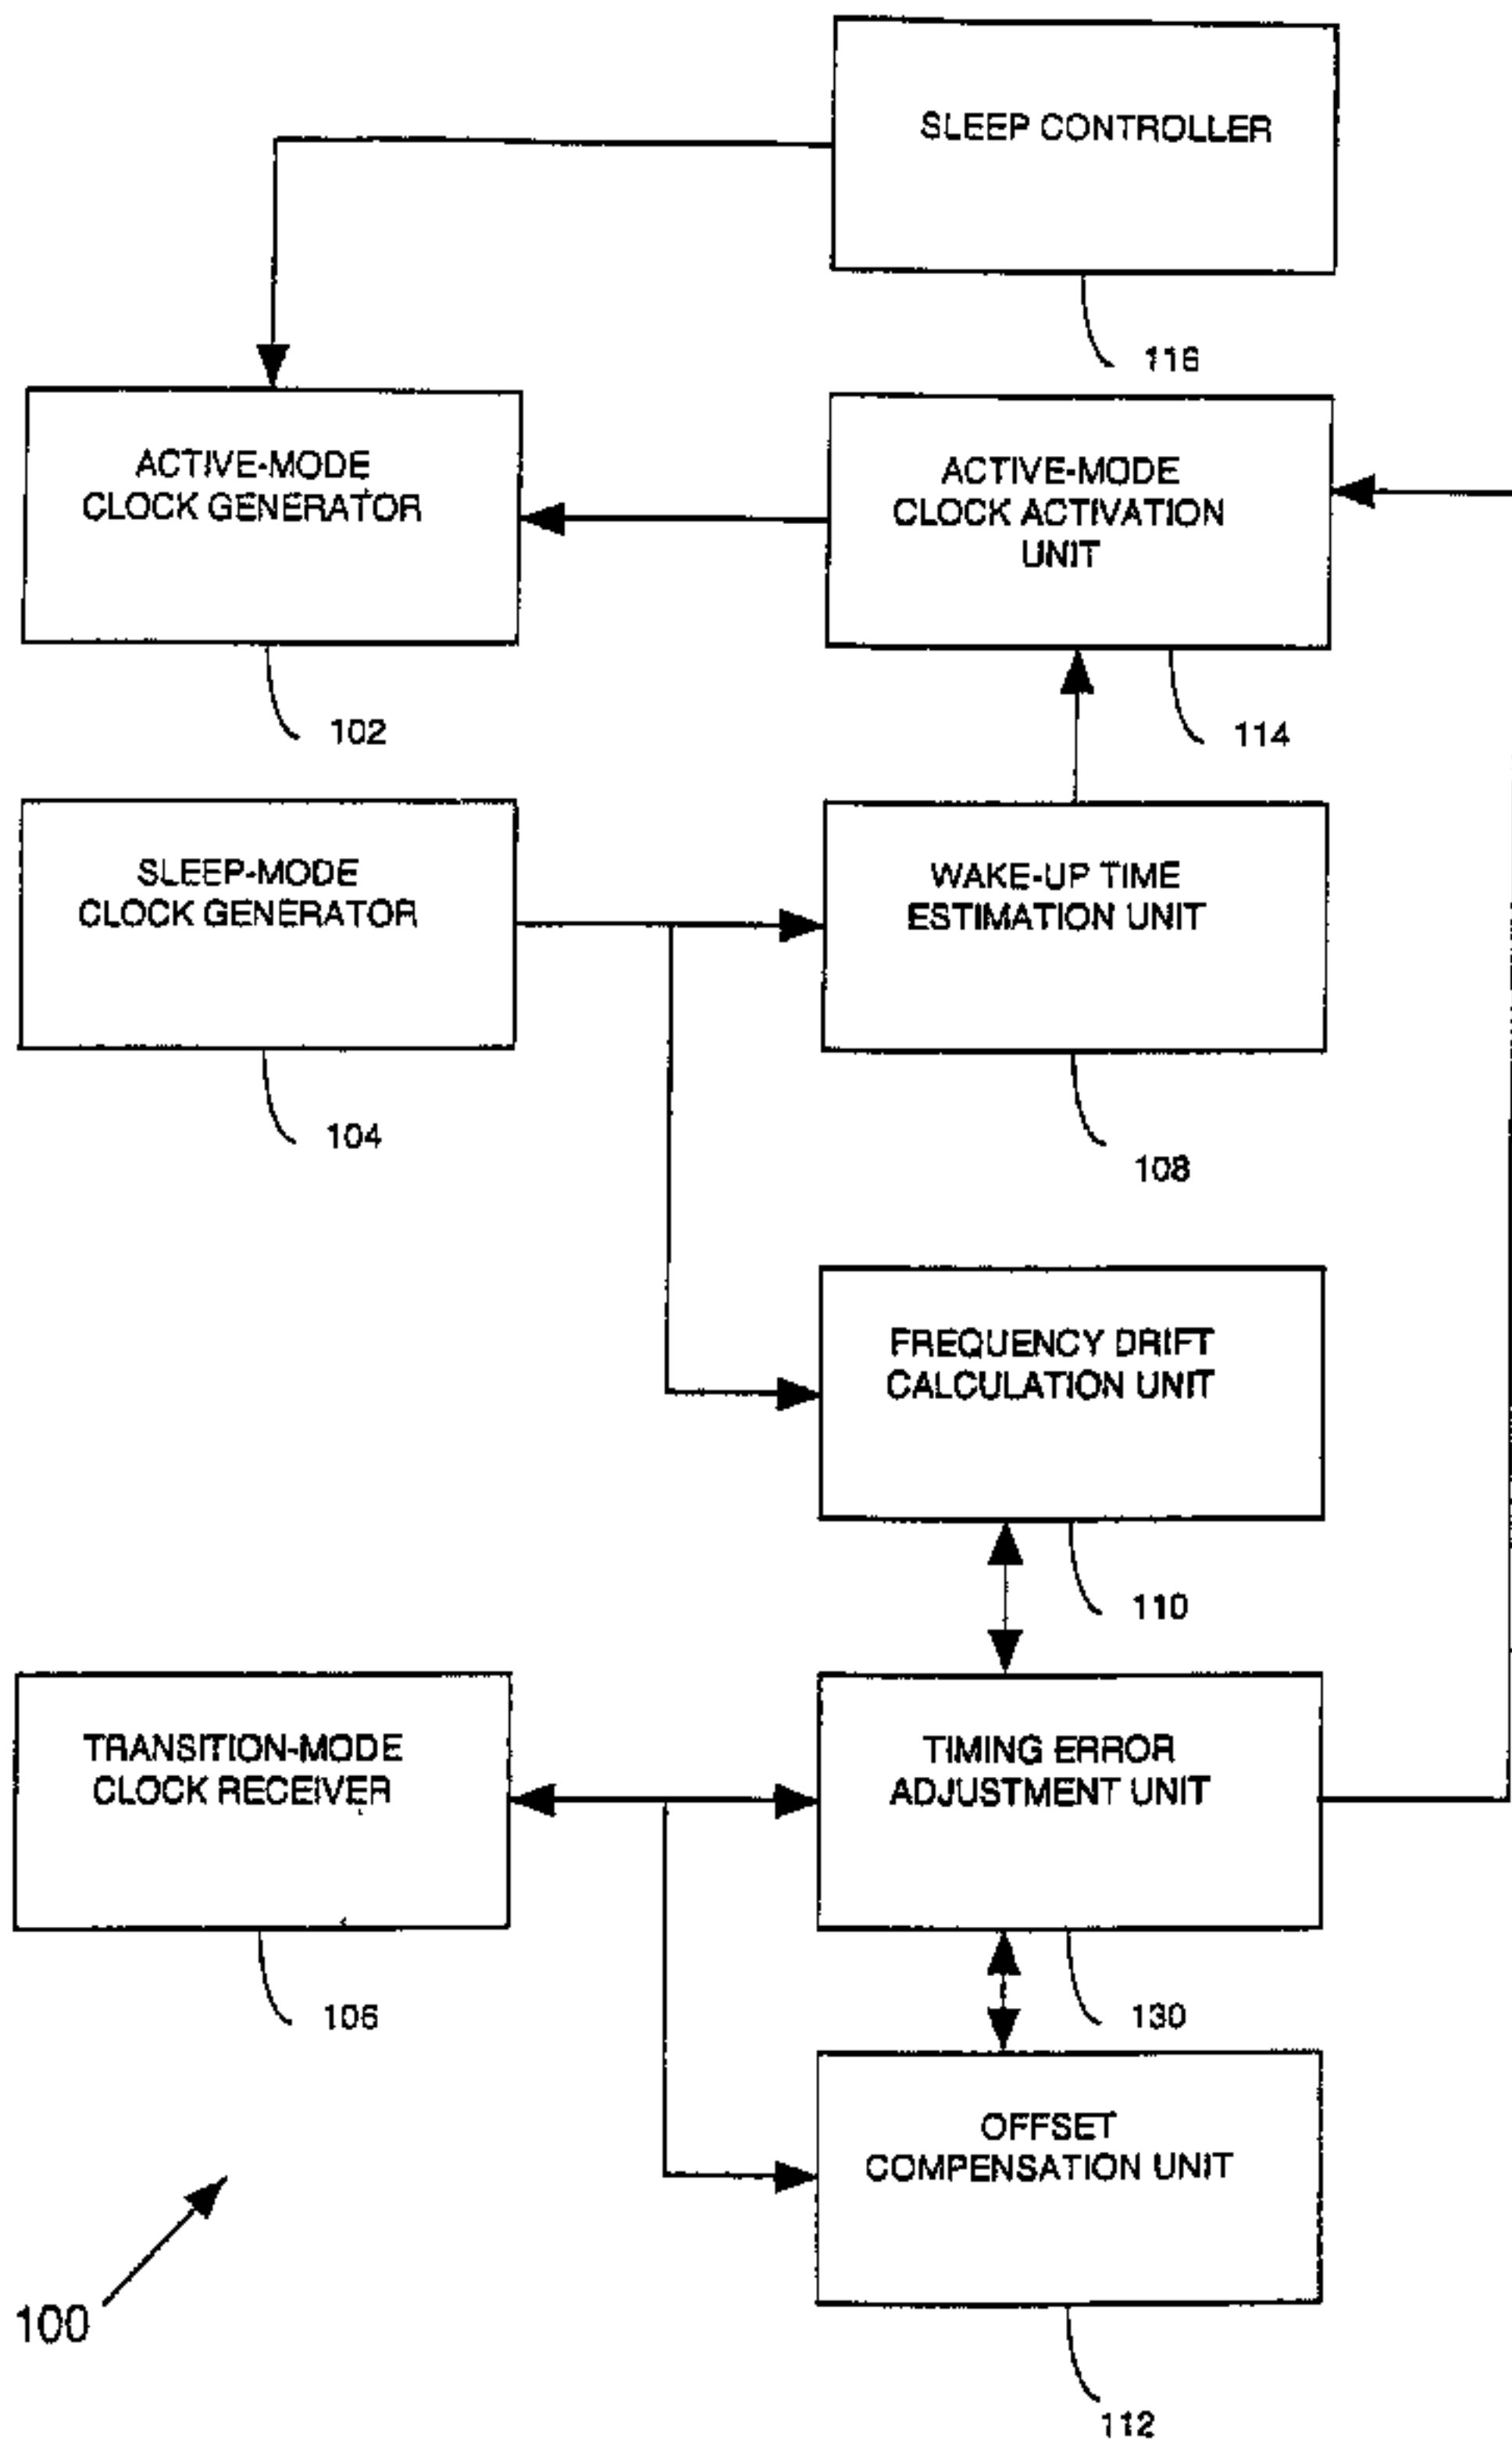 SLEEP CONTROLLER
116
ACTIVE-MODE
CLOCK GENERATOR
102
ACTIVE-MODE
CLOCK ACTIVATION
UNIT
114
SLEEP-MODE
CLOCK GENERATOR
104
WAKE-UP TIME
ESTIMATION UNIT
108
FREQUENCY DRIFT
CALCULATION UNIT
110
TRANSITION-MODE
CLOCK RECEIVER
106
TIMING ERROR
ADJUSTMENT UNIT
130
OFFSET
COMPENSATION UNIT
112
100